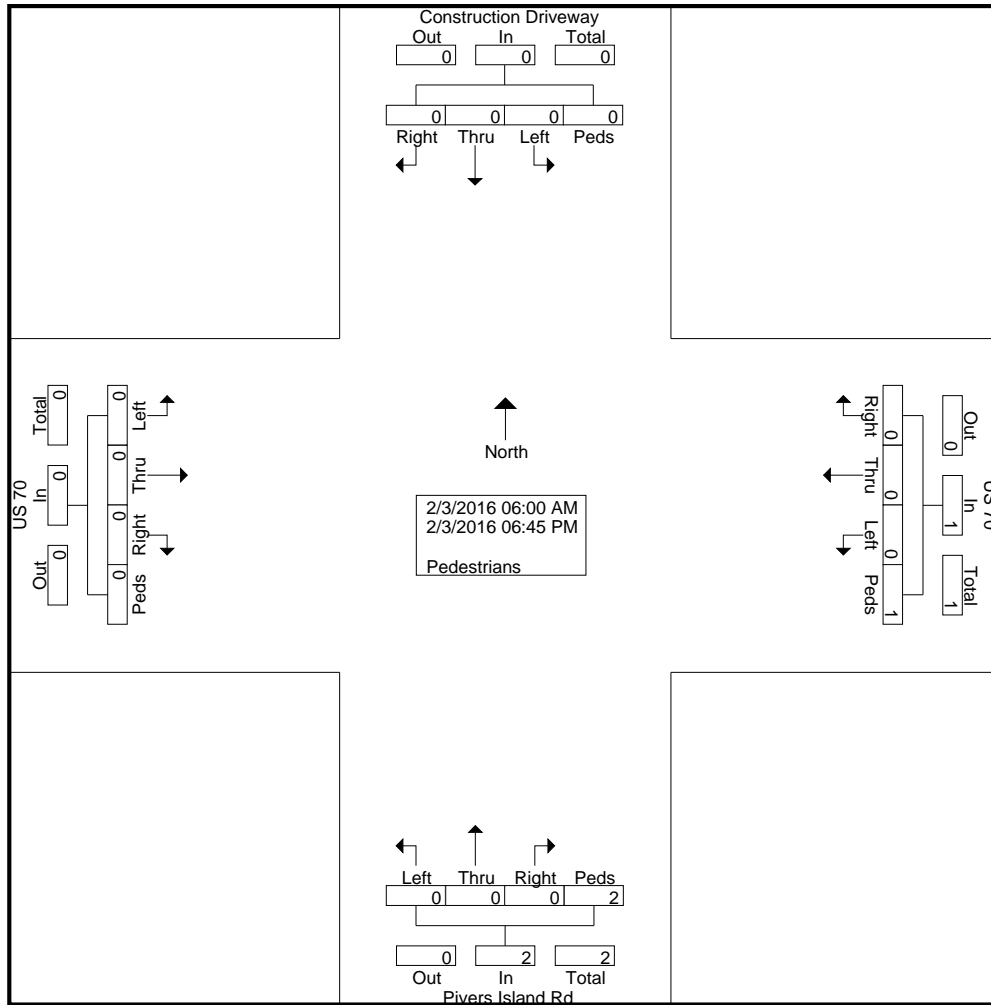 Construction Driveway
Out In Total
0 0 0
0 0 0 0
Right Thru Left Peds
US 70
Total In Out
0 0 0
0 0 0 0
Left Thru Right Peds
North
2/3/2016 06:00 AM
2/3/2016 06:45 PM
Pedestrians
Right Thru Left Peds
0 0 0 1
Out In Total
0 1 1
US 70
Left Thru Right Peds
0 0 0 2
0 2 2
Out In Total
Pivers Island Rd